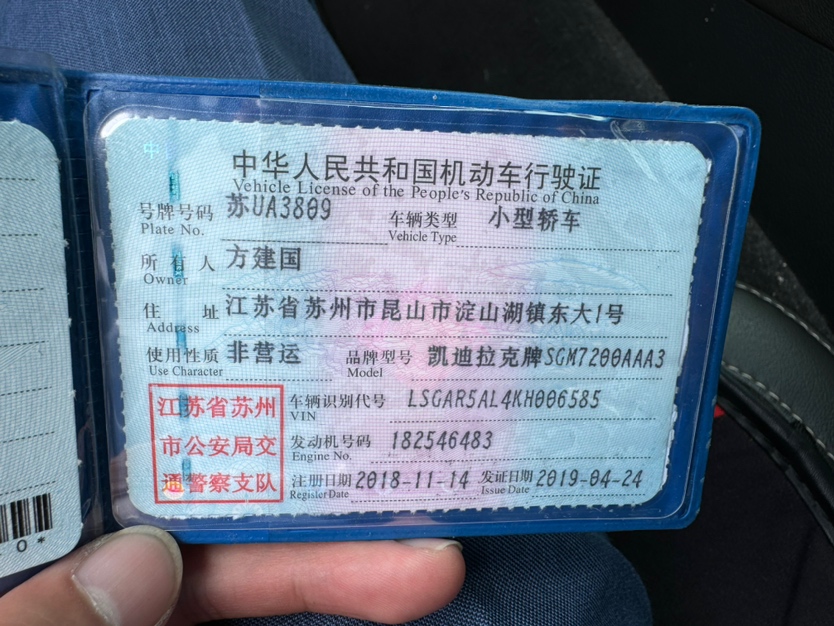 中华人民共和国机动车行驶证
Vehicle License of the People's Republic of China
号牌号码 苏UA3809 车辆类型 小型轿车
Plate No. Vehicle Type
所有人 方建国
Owner
住址 江苏省苏州市昆山市淀山湖镇东大1号
Address
使用性质 非营运 品牌型号 凯迪拉克牌SGM7200AAA3
Use Character Model
江苏省苏州
市公安局交
通警察支队
车辆识别代号 LSGAR5AL4KH006585
VIN
发动机号码 182546483
Engine No.
注册日期 2018-11-14 发证日期 2019-04-24
Register Date Issue Date
0*